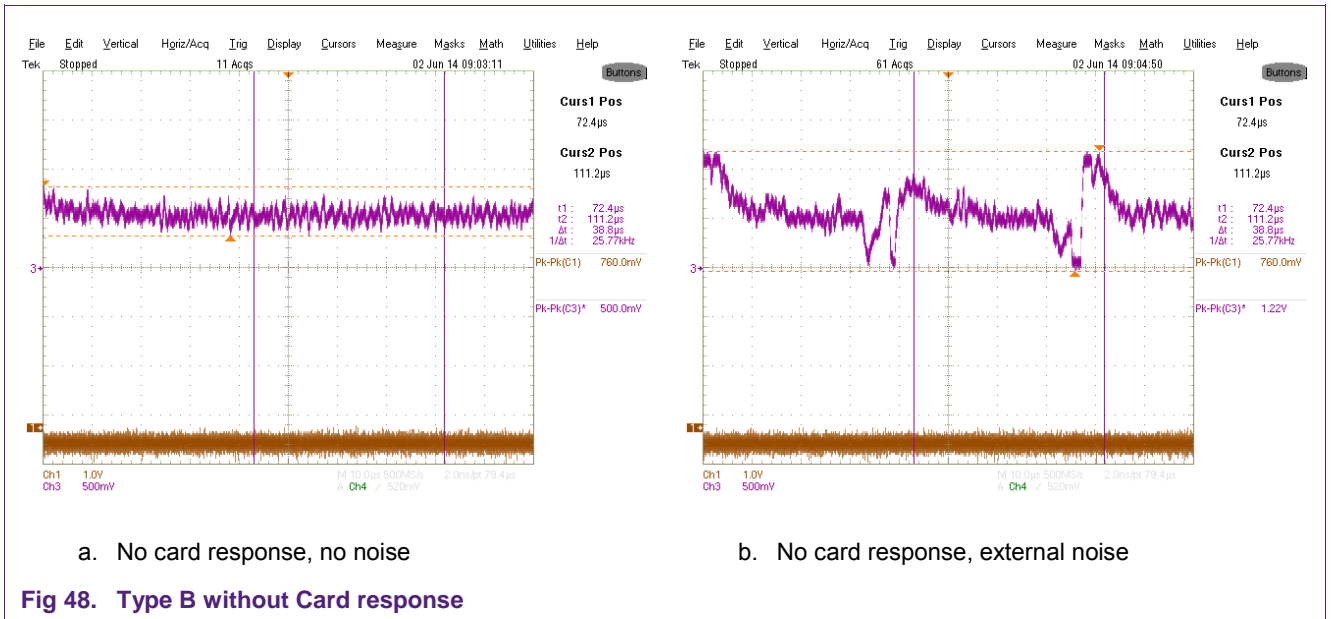 File Edit Vertical Horiz/Acq Trig Display Cursors Measure Masks Math Utilities Help
Tek Stopped 11 Acqs 02 Jun 14 09:03:11
Buttons
Curs1 Pos
72.4µs
Curs2 Pos
111.2µs
t1 : 72.4µs
t2 : 111.2µs
Δt : 38.8µs
1/Δt : 25.77kHz
Pk-Pk(C1) 760.0mV
3
Pk-Pk(C3)* 500.0mV
1
Ch1 1.0V M 10.0µs 500MS/s 2.0ns/pt 79.4µs
Ch3 500mV A Ch4 ∕ 520mV
File Edit Vertical Horiz/Acq Trig Display Cursors Measure Masks Math Utilities Help
Tek Stopped 61 Acqs 02 Jun 14 09:04:50
Buttons
Curs1 Pos
72.4µs
Curs2 Pos
111.2µs
t1 : 72.4µs
t2 : 111.2µs
Δt : 38.8µs
1/Δt : 25.77kHz
Pk-Pk(C1) 760.0mV
3
Pk-Pk(C3)* 1.22V
1
Ch1 1.0V M 10.0µs 500MS/s 2.0ns/pt 79.4µs
Ch3 500mV A Ch4 ∕ 520mV
a. No card response, no noise
b. No card response, external noise
Fig 48. Type B without Card response